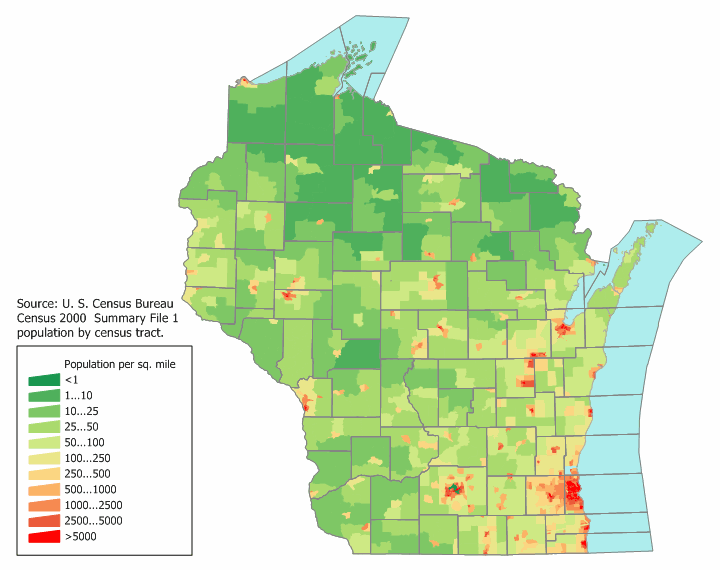 Source: U. S. Census Bureau
Census 2000  Summary File 1
population by census tract.
Population per sq. mile
<1
1...10
10...25
25...50
50...100
100...250
250...500
500...1000
1000...2500
2500...5000
>5000